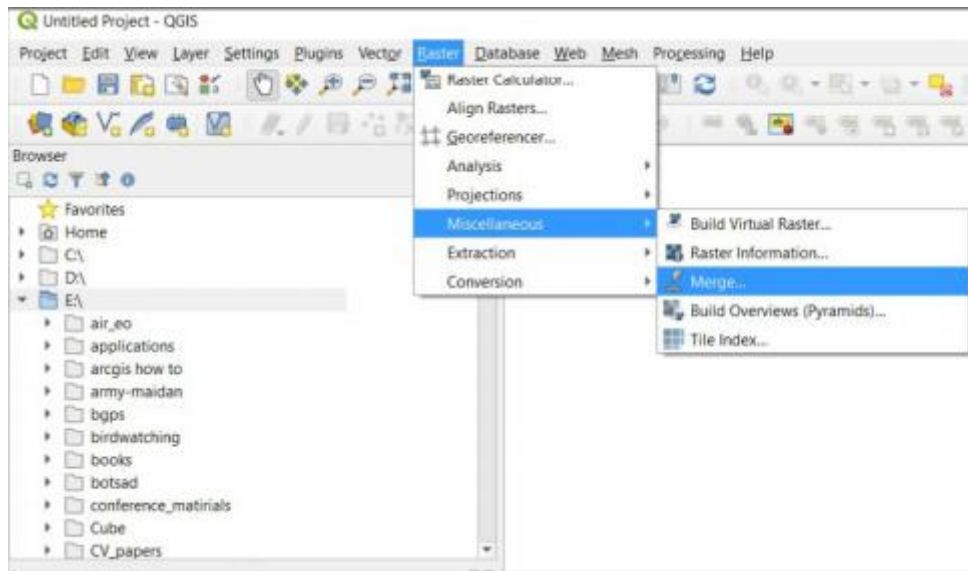 Untitled Project - QGIS
Project Edit View Layer Settings Plugins Vector Raster Database Web Mesh Processing Help
Raster Calculator...
Align Rasters...
Georeferencer...
Analysis
Projections
Miscellaneous
Extraction
Conversion
Build Virtual Raster...
Raster Information...
Merge...
Build Overviews (Pyramids)...
Tile Index...
Browser
Favorites
Home
C:\
D:\
E:\
air_eo
applications
arcgis how to
army-maidan
bgps
birdwatching
books
botsad
conference_matirials
Cube
CV_papers